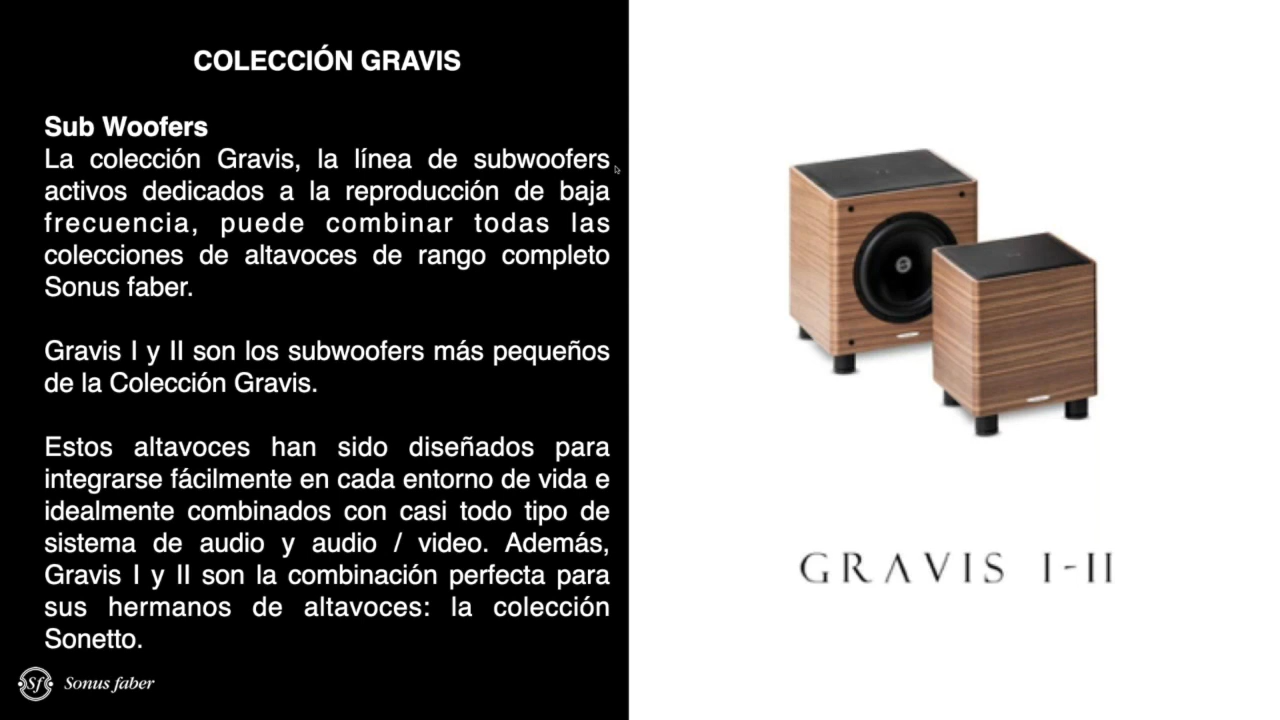 COLECCIÓN GRAVIS
Sub Woofers
La colección Gravis, la línea de subwoofers
activos dedicados a la reproducción de baja
frecuencia, puede combinar todas las
colecciones de altavoces de rango completo
Sonus faber.
Gravis I y II son los subwoofers más pequeños
de la Colección Gravis.
Estos altavoces han sido diseñados para
integrarse fácilmente en cada entorno de vida e
idealmente combinados con casi todo tipo de
sistema de audio y audio / video. Además,
Gravis I y II son la combinación perfecta para
sus hermanos de altavoces: la colección
Sonetto.
Sf Sonus faber
GRAVIS I-II